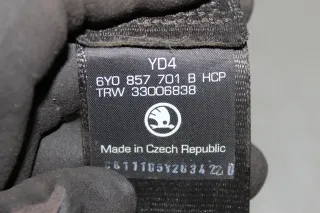 YD4
6Y0 857 701 B HCP
TRW 33006838
Made in Czech Republic